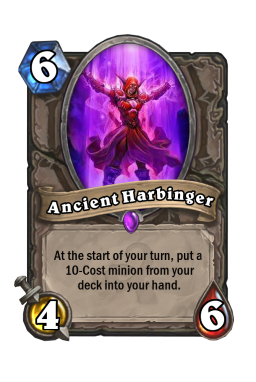 6
Ancient Harbinger
At the start of your turn, put a
10-Cost minion from your
deck into your hand.
4
6